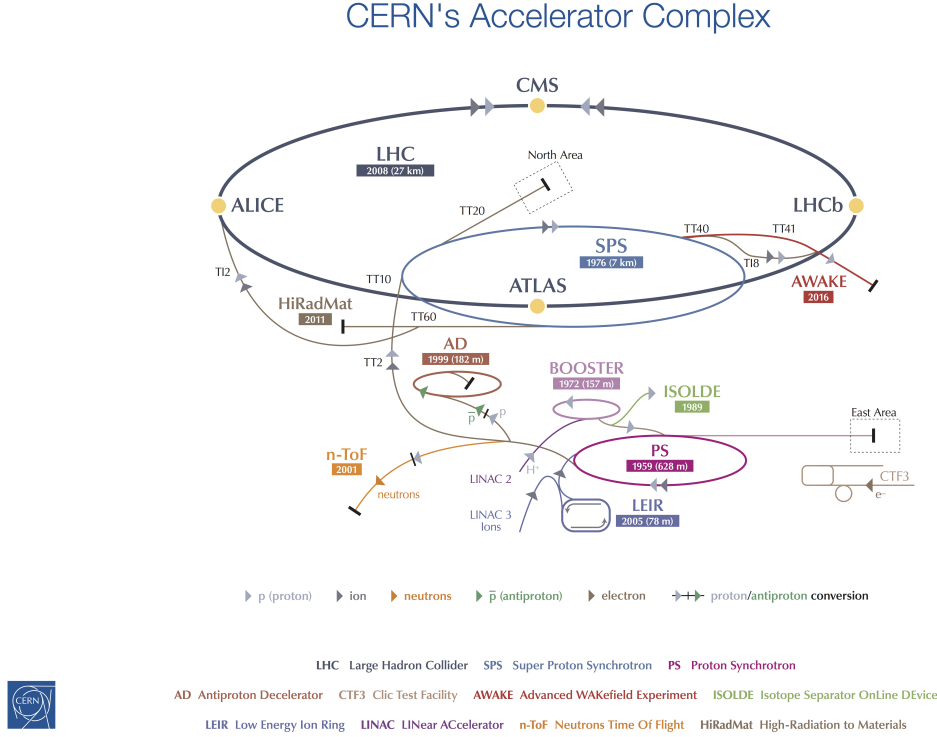 CERN's Accelerator Complex
CMS
LHC
2008 (27 km)
North Area
ALICE
LHCb
TT20
TT40
TT41
SPS
1976 (7 km)
TI2
TT10
TI8
ATLAS
AWAKE
2016
HiRadMat
2011
TT60
AD
1999 (182 m)
TT2
BOOSTER
1972 (157 m)
ISOLDE
1989
p̅
p
East Area
n-ToF
2001
PS
1959 (628 m)
H⁺
LINAC 2
neutrons
CTF3
e⁻
LEIR
2005 (78 m)
LINAC 3
Ions
p (proton) ion neutrons p̅ (antiproton) electron proton/antiproton conversion
LHC Large Hadron Collider SPS Super Proton Synchrotron PS Proton Synchrotron
AD Antiproton Decelerator CTF3 Clic Test Facility AWAKE Advanced WAKefield Experiment ISOLDE Isotope Separator OnLine DEvice
LEIR Low Energy Ion Ring LINAC LINear ACcelerator n-ToF Neutrons Time Of Flight HiRadMat High-Radiation to Materials
CERN